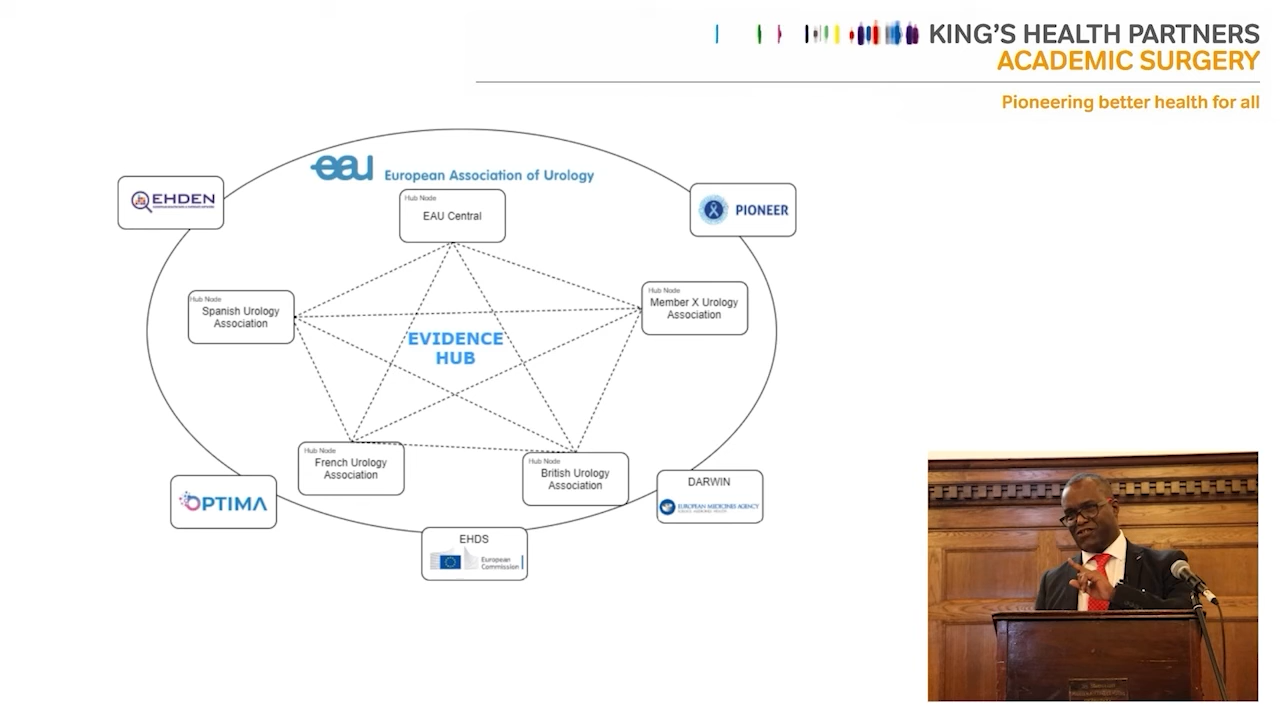 KING'S HEALTH PARTNERS
ACADEMIC SURGERY
Pioneering better health for all
eau European Association of Urology
EHDEN
PIONEER
Hub Node
EAU Central
Hub Node
Spanish Urology
Association
Hub Node
Member X Urology
Association
EVIDENCE
HUB
Hub Node
French Urology
Association
Hub Node
British Urology
Association
OPTIMA
DARWIN
EUROPEAN MEDICINES AGENCY
EHDS
European
Commission